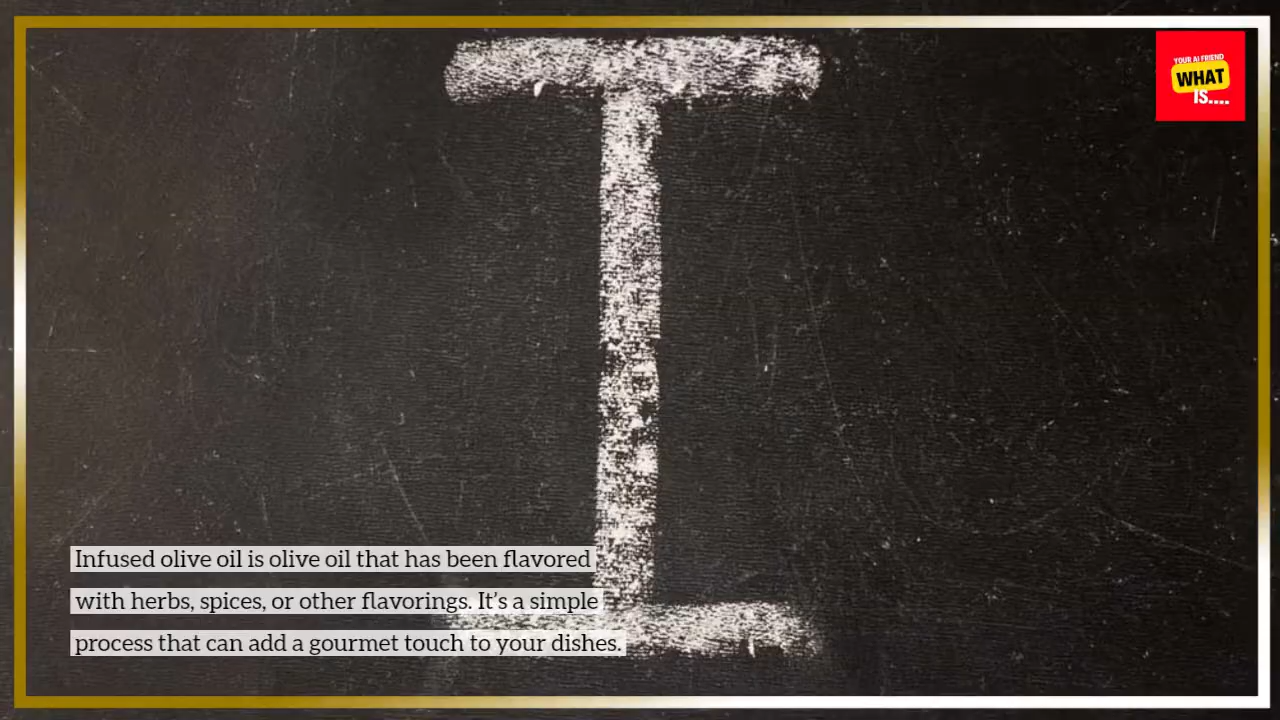 I
YOUR AI FRIEND
WHAT
IS....
Infused olive oil is olive oil that has been flavored
with herbs, spices, or other flavorings. It’s a simple
process that can add a gourmet touch to your dishes.